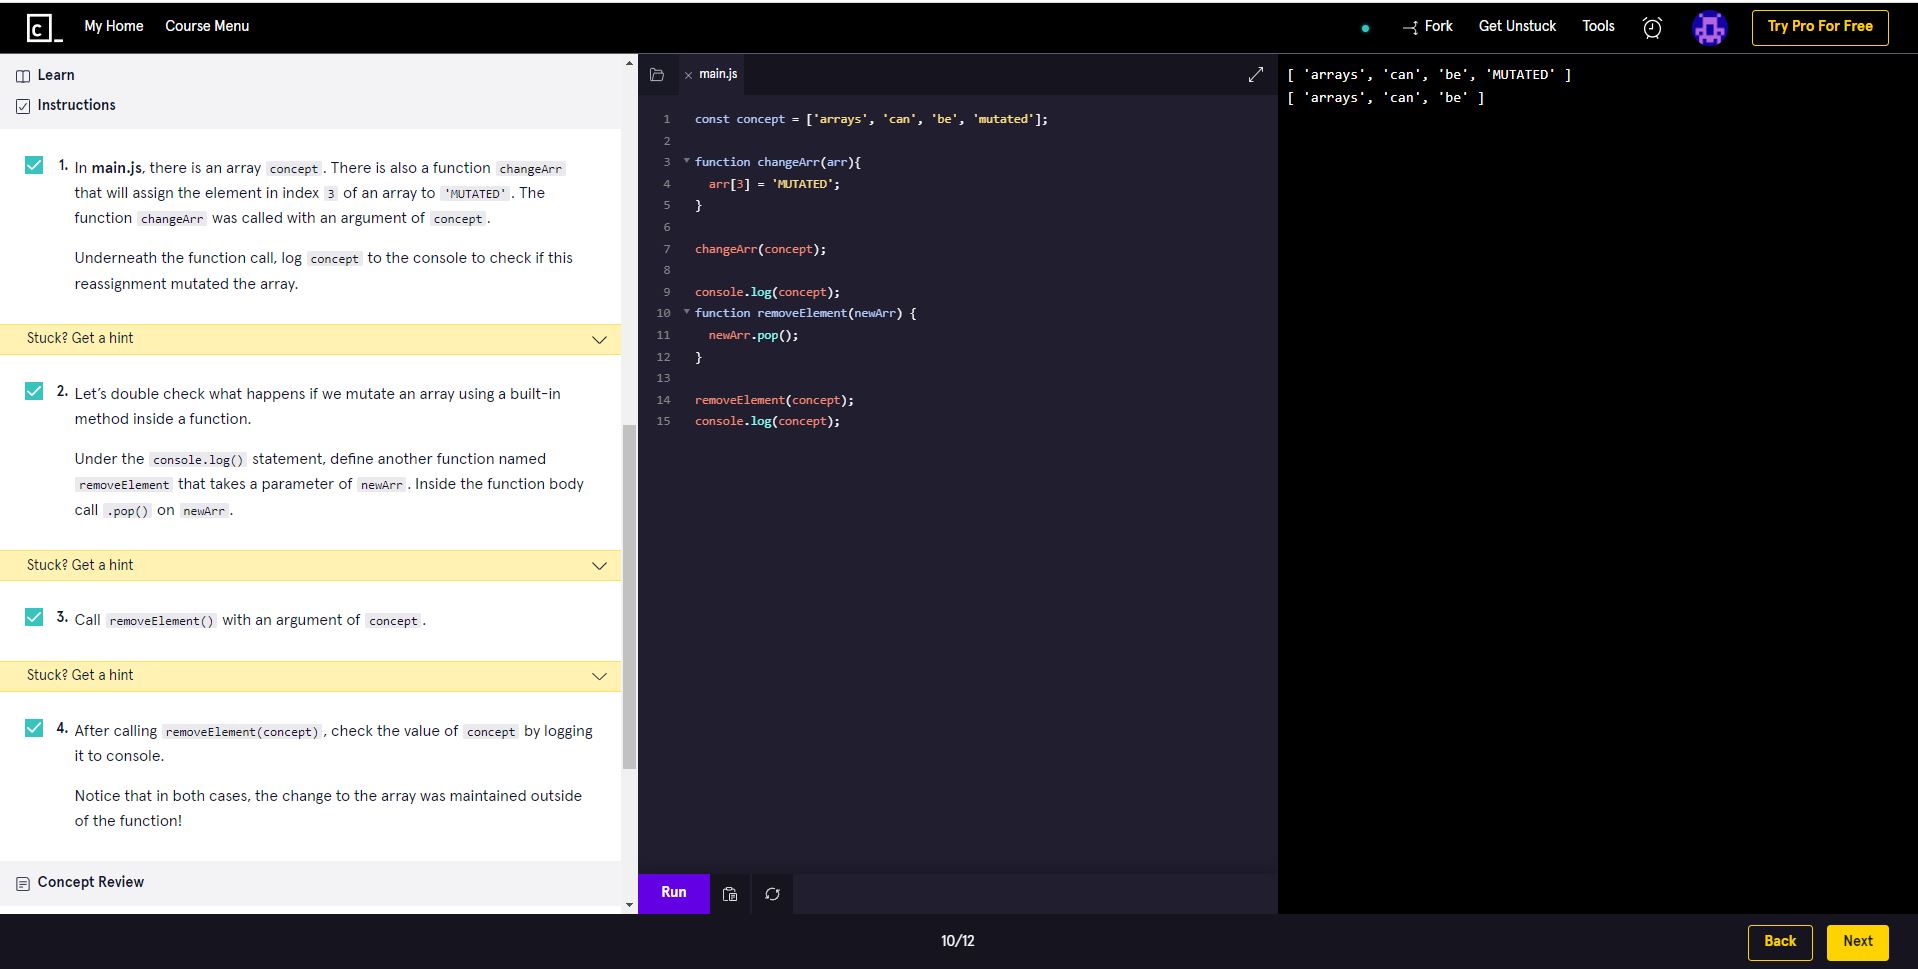 c_
My Home
Course Menu
Fork
Get Unstuck
Tools
Try Pro For Free
Learn
Instructions
1. In main.js, there is an array concept. There is also a function changeArr
that will assign the element in index 3 of an array to 'MUTATED'. The
function changeArr was called with an argument of concept.
Underneath the function call, log concept to the console to check if this
reassignment mutated the array.
Stuck? Get a hint
2. Let’s double check what happens if we mutate an array using a built-in
method inside a function.
Under the console.log() statement, define another function named
removeElement that takes a parameter of newArr. Inside the function body
call .pop() on newArr.
Stuck? Get a hint
3. Call removeElement() with an argument of concept.
Stuck? Get a hint
4. After calling removeElement(concept), check the value of concept by logging
it to console.
Notice that in both cases, the change to the array was maintained outside
of the function!
Concept Review
main.js
1 const concept = ['arrays', 'can', 'be', 'mutated'];
2
3 function changeArr(arr){
4 arr[3] = 'MUTATED';
5 }
6
7 changeArr(concept);
8
9 console.log(concept);
10 function removeElement(newArr) {
11 newArr.pop();
12 }
13
14 removeElement(concept);
15 console.log(concept);
Run
[ 'arrays', 'can', 'be', 'MUTATED' ]
[ 'arrays', 'can', 'be' ]
10/12
Back
Next